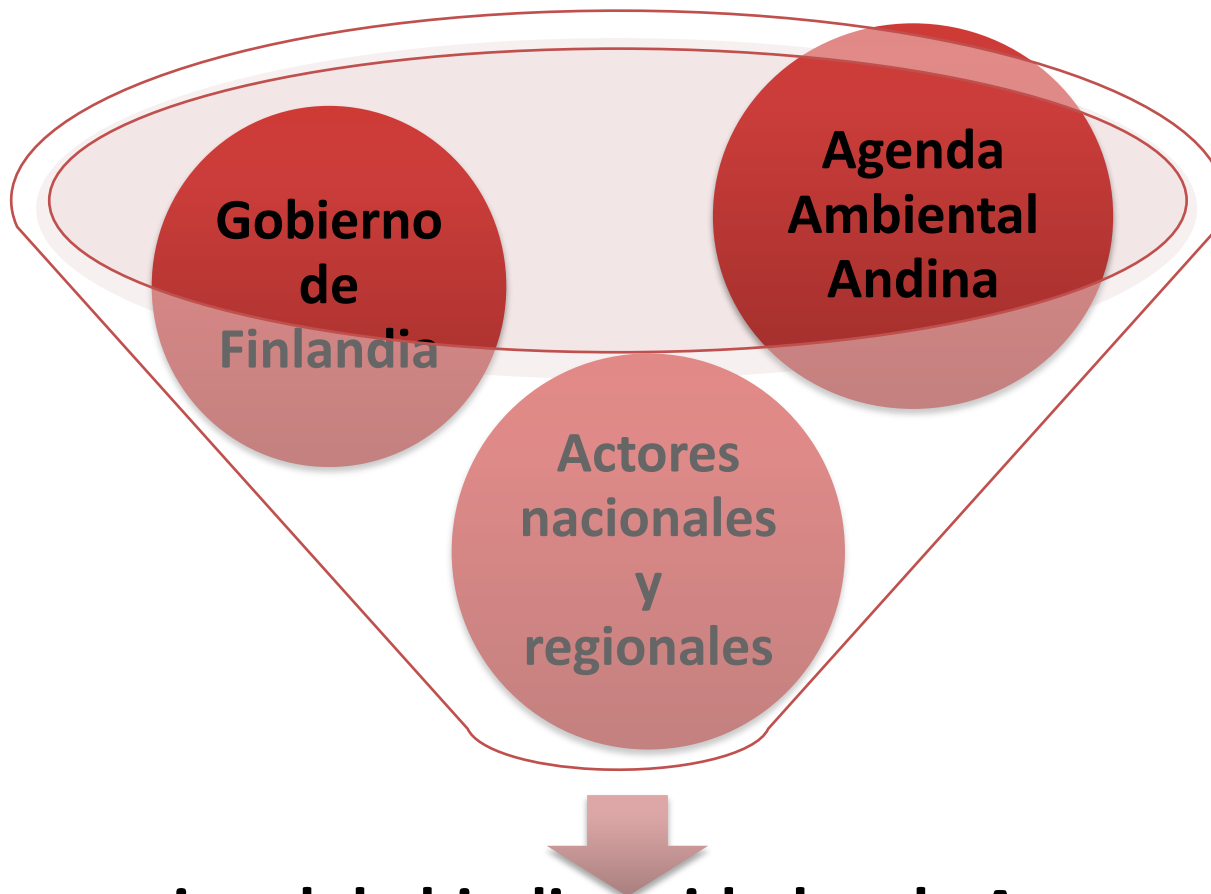 Gobierno
de
Finlandia
Agenda
Ambiental
Andina
Actores
nacionales
y
regionales